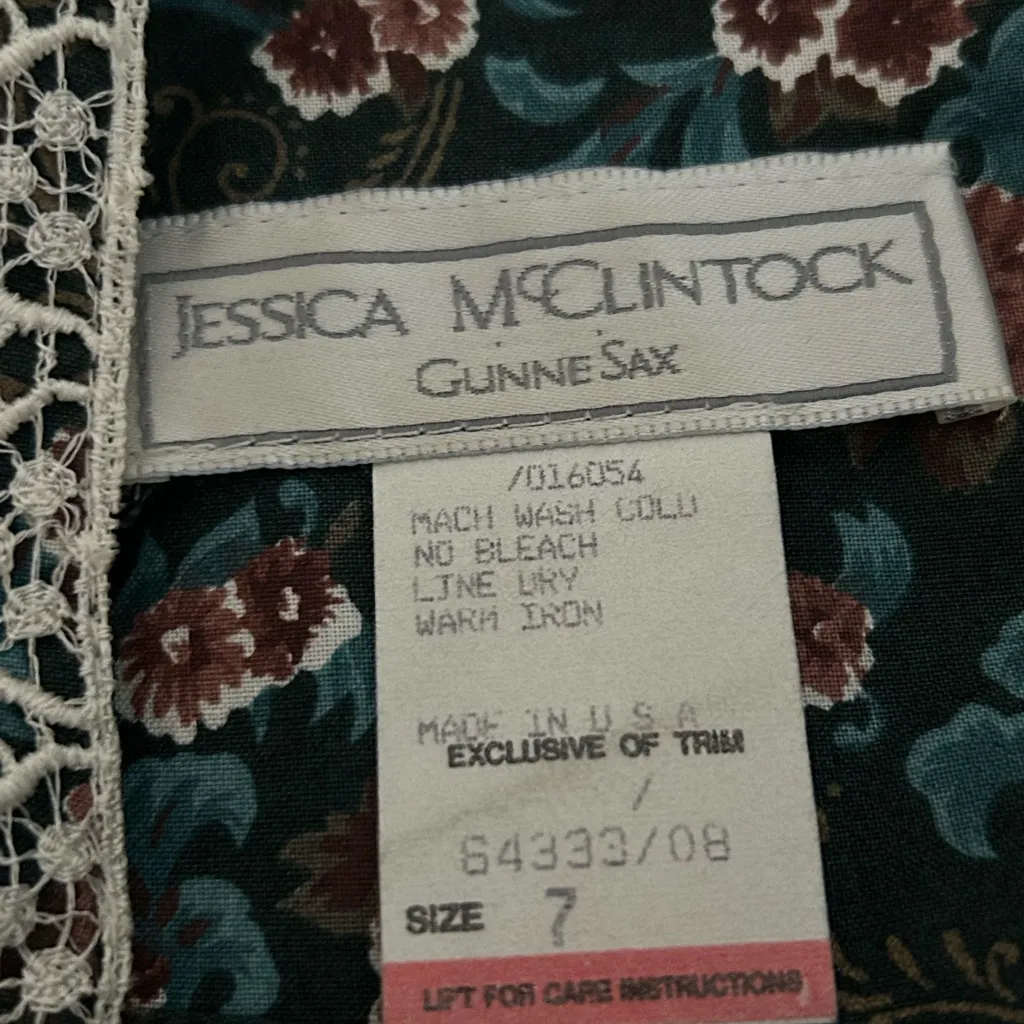 JESSICA McCLINTOCK
GUNNE SAX
/016054
MACH WASH COLD
NO BLEACH
LINE DRY
WARM IRON
MADE IN U S A
EXCLUSIVE OF TRIM
/
64333/08
SIZE 7
LIFT FOR CARE INSTRUCTIONS